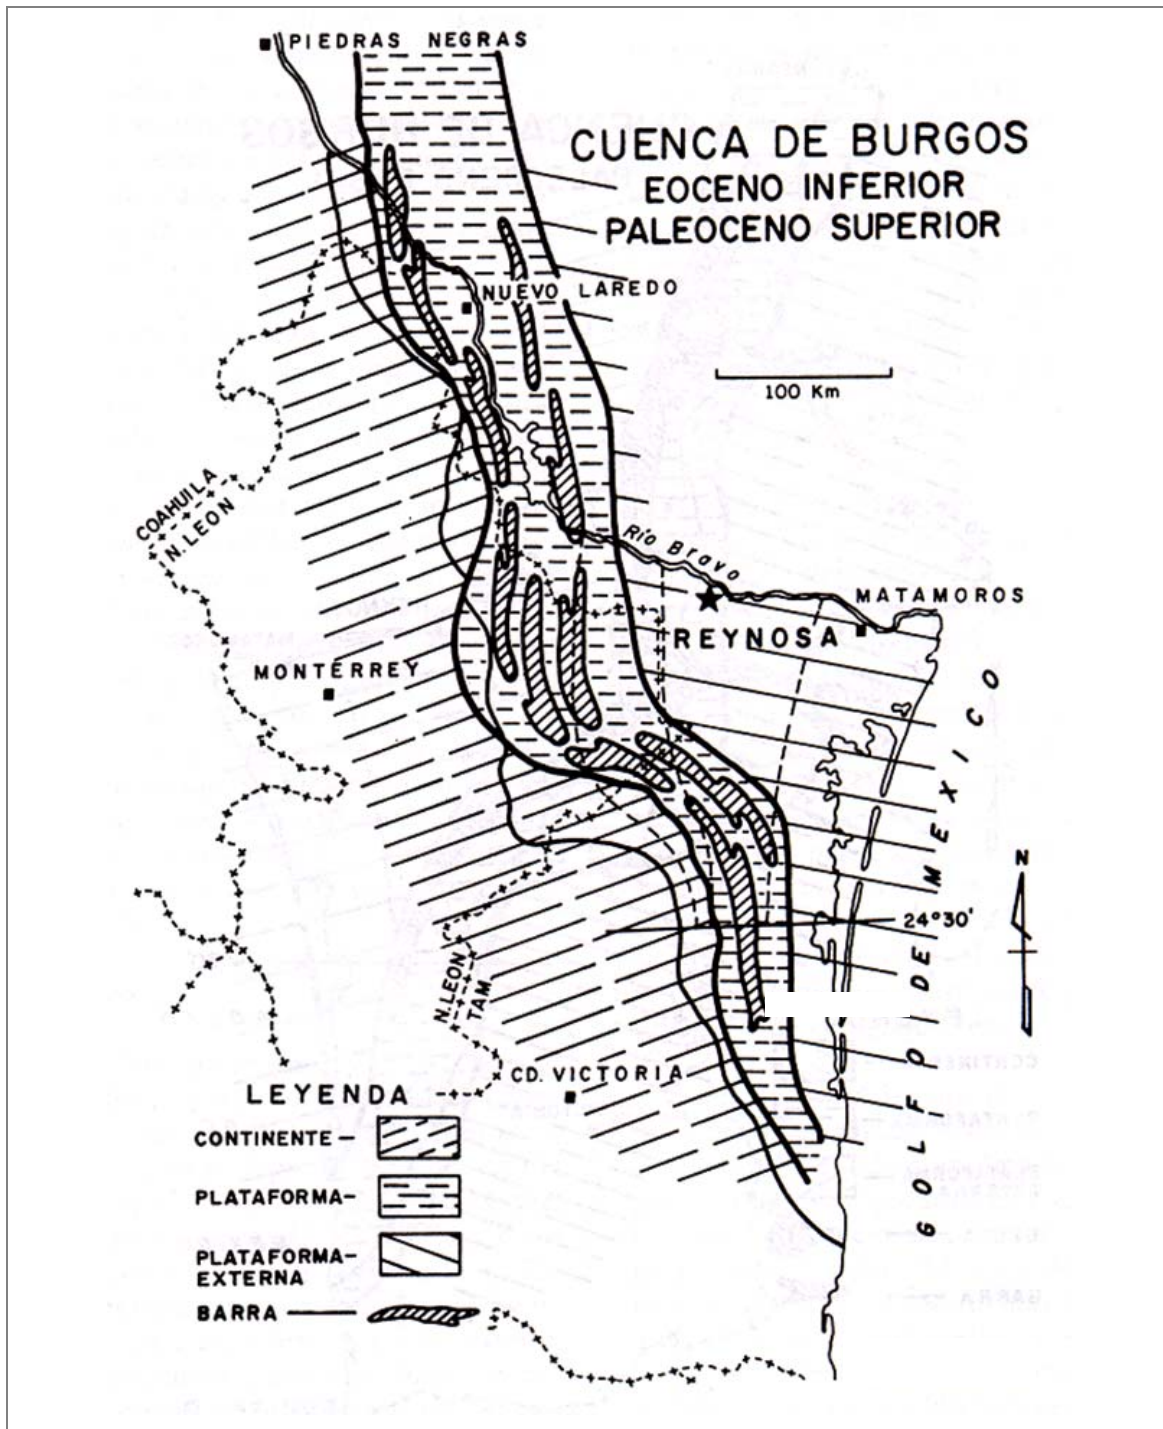 PIEDRAS NEGRAS
CUENCA DE BURGOS
EOCENO INFERIOR
PALEOCENO SUPERIOR
NUEVO LAREDO
100 Km
COAHUILA
N. LEON
Río Bravo
MATAMOROS
REYNOSA
MONTERREY
GOLFO DE MEXICO
N
24°30'
N. LEON
TAM.
CD. VICTORIA
LEYENDA
CONTINENTE
PLATAFORMA
PLATAFORMA-
EXTERNA
BARRA